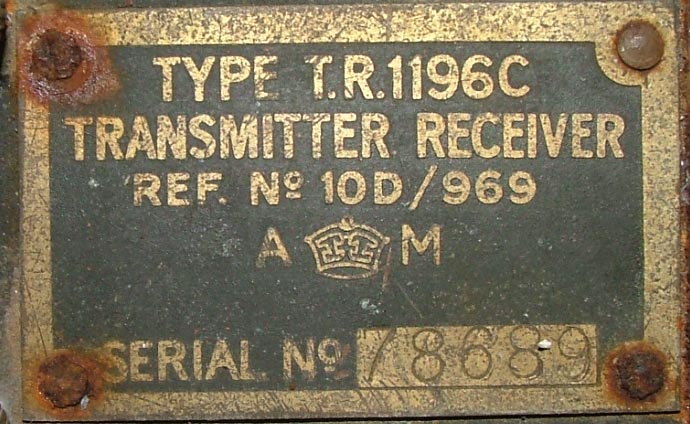 TYPE T.R.1196C
TRANSMITTER RECEIVER
REF. Nº 10D/969
A M
SERIAL Nº 78689